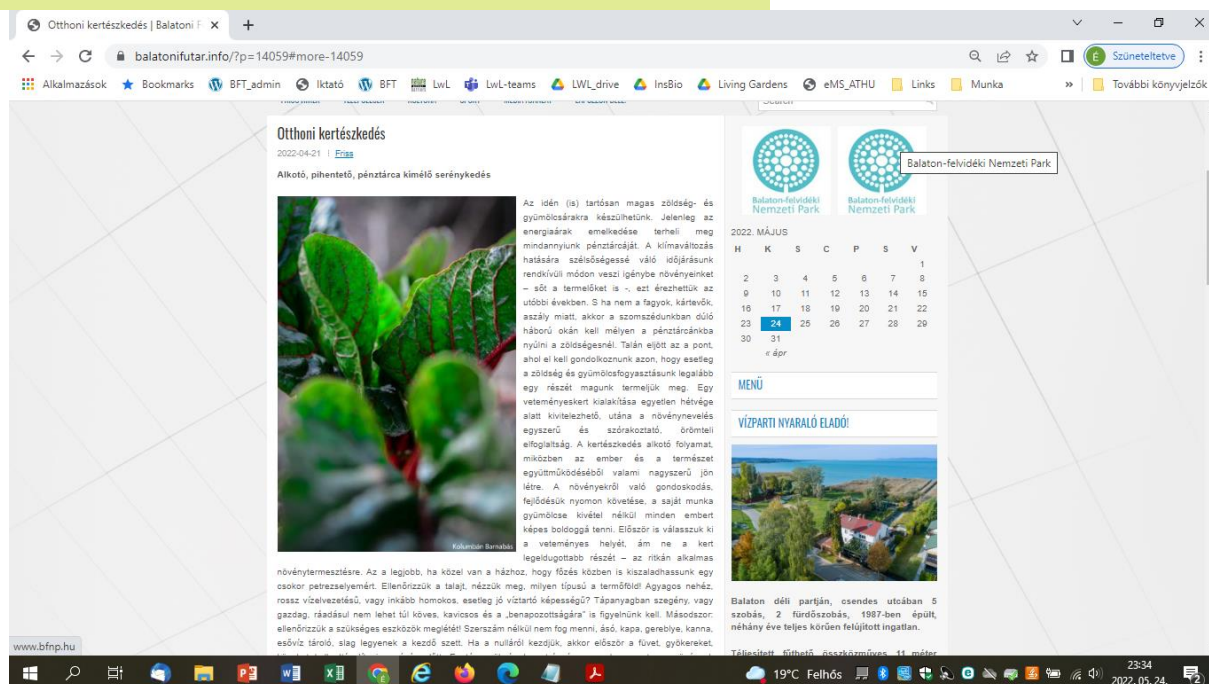 Otthoni kertészkedés | Balatoni F
balatonifutar.info/?p=14059#more-14059
Szüneteltetve
Alkalmazások Bookmarks BFT_admin Iktató BFT LwL LwL-teams LWL_drive InsBio Living Gardens eMS_ATHU Links Munka » További könyvjelzők
Search
Otthoni kertészkedés
2022-04-21 | Friss
Alkotó, pihentető, pénztárca kímélő serénykedés
Az idén (is) tartósan magas zöldség- és
gyümölcsárakra készülhetünk. Jelenleg az
energiaárak emelkedése terheli meg
mindannyiunk pénztárcáját. A klímaváltozás
hatására szélsőségessé váló időjárásunk
rendkívüli módon veszi igénybe növényeinket
– sőt a termelőket is -, ezt érezhettük az
utóbbi években. S ha nem a fagyok, kártevők,
aszály miatt, akkor a szomszédunkban dúló
háború okán kell mélyen a pénztárcánkba
nyúlni a zöldségesnél. Talán eljött az a pont,
ahol el kell gondolkoznunk azon, hogy esetleg
a zöldség és gyümölcsfogyasztásunk legalább
egy részét magunk termeljük meg. Egy
veteményeskert kialakítása egyetlen hétvége
alatt kivitelezhető, utána a növénynevelés
egyszerű és szórakoztató, örömteli
elfoglaltság. A kertészkedés alkotó folyamat,
miközben az ember és a természet
együttműködéséből valami nagyszerű jön
létre. A növényekről való gondoskodás,
fejlődésük nyomon követése, a saját munka
gyümölcse kivétel nélkül minden embert
képes boldoggá tenni. Először is válasszuk ki
a veteményes helyét, ám ne a kert
legeldugottabb részét – az ritkán alkalmas
Kolumbán Barnabás
növénytermesztésre. Az a legjobb, ha közel van a házhoz, hogy főzés közben is kiszaladhassunk egy
csokor petrezselyemért. Ellenőrizzük a talajt, nézzük meg, milyen típusú a termőföld! Agyagos nehéz,
rossz vízelvezetésű, vagy inkább homokos, esetleg jó víztartó képességű? Tápanyagban szegény, vagy
gazdag, ráadásul nem lehet túl köves, kavicsos és a „benapozottságára" is figyelnünk kell. Másodszor:
ellenőrizzük a szükséges eszközök meglétét! Szerszám nélkül nem fog menni, ásó, kapa, gereblye, kanna,
esővíz tároló, slag legyenek a kezdő szett. Ha a nulláról kezdjük, akkor először a füvet, gyökereket,
Balaton-felvidéki
Nemzeti Park
Balaton-felvidéki
Nemzeti Park
Balaton-felvidéki Nemzeti Park
2022. MÁJUS
H K S C P S V
1
2 3 4 5 6 7 8
9 10 11 12 13 14 15
16 17 18 19 20 21 22
23 24 25 26 27 28 29
30 31
« ápr
MENÜ
VÍZPARTI NYARALÓ ELADÓ!
Balaton déli partján, csendes utcában 5
szobás, 2 fürdőszobás, 1987-ben épült,
néhány éve teljes körűen felújított ingatlan.
Téliesített, fűthető, összközműves, 11 méter
www.bfnp.hu
19°C Felhős
23:34
2022. 05. 24.